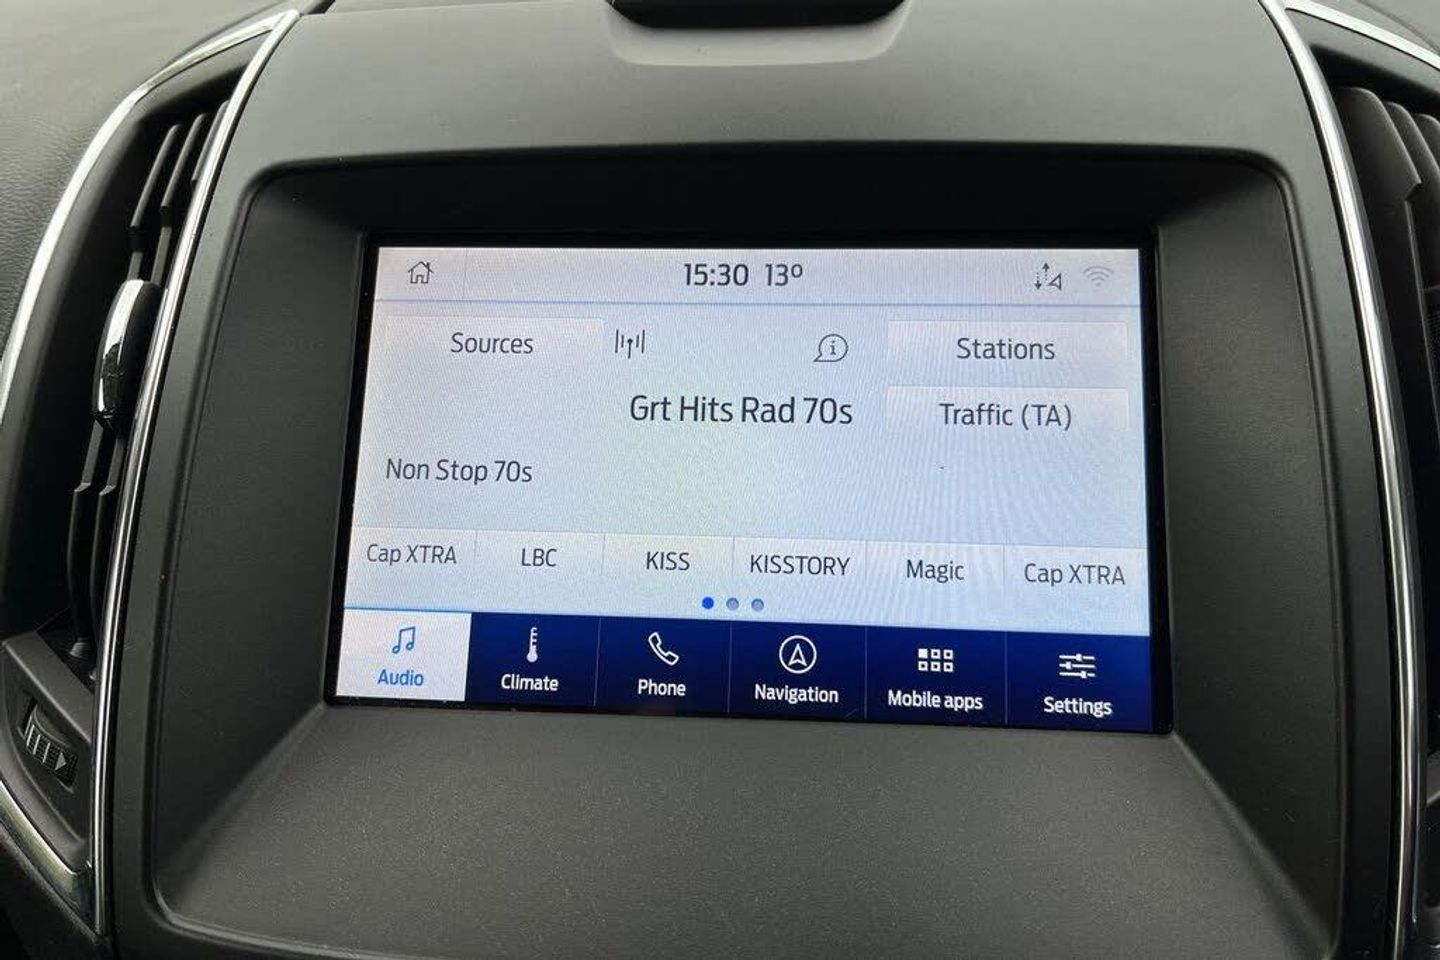 15:30 13°
Sources
Stations
Grt Hits Rad 70s
Traffic (TA)
Non Stop 70s
Cap XTRA
LBC
KISS
KISSTORY
Magic
Cap XTRA
Audio
Climate
Phone
Navigation
Mobile apps
Settings